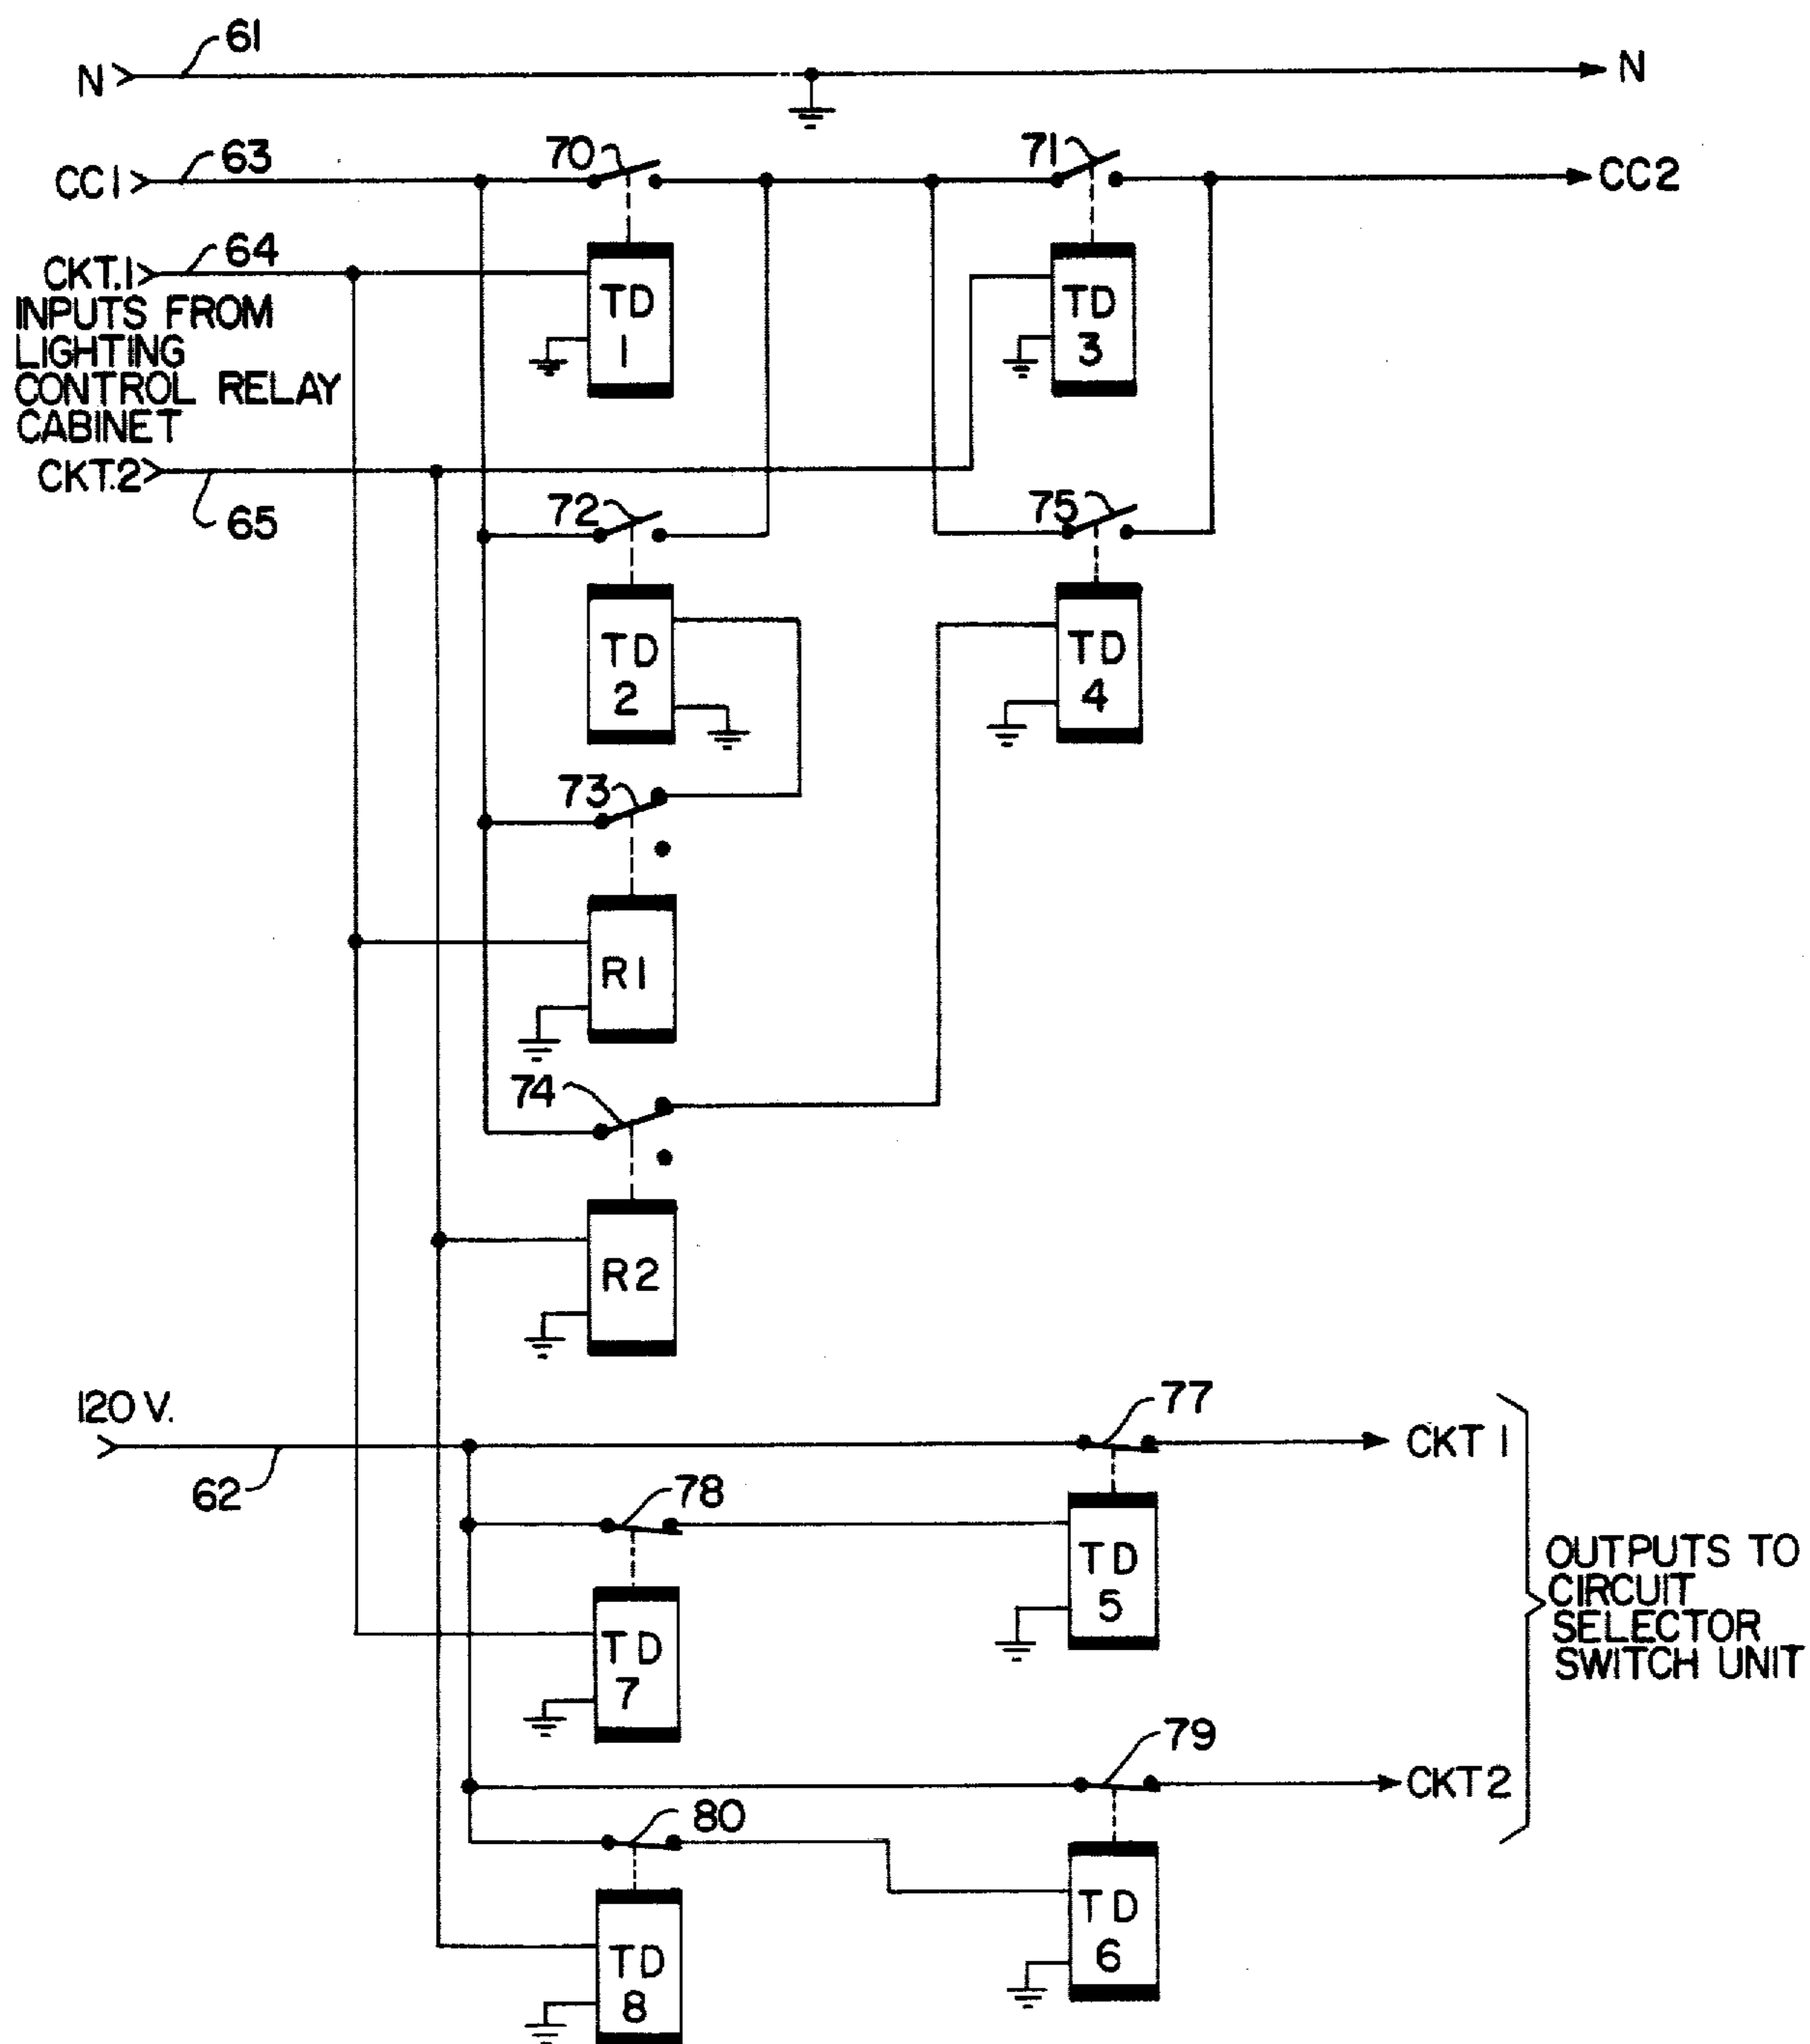 61
N
N
63
70
71
CC1
CC2
64
CKT.1
INPUTS FROM
LIGHTING
CONTROL RELAY
CABINET
TD
1
TD
3
CKT.2
65
72
75
TD
2
TD
4
73
R1
74
R2
120 V.
62
77
CKT 1
78
TD
5
TD
7
OUTPUTS TO
CIRCUIT
SELECTOR
SWITCH UNIT
79
CKT2
80
TD
6
TD
8